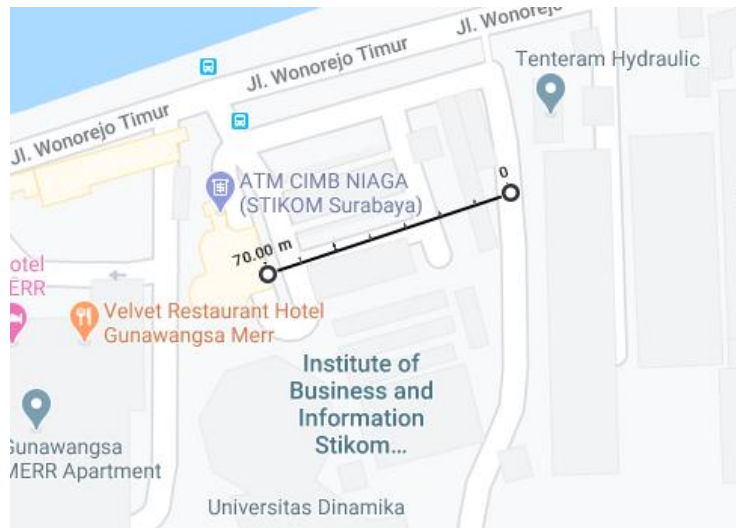 Jl. Wonorejo Timur
Jl. Wonorejo Timur
Jl. Wono
Tenteram Hydraulic
ATM CIMB NIAGA
(STIKOM Surabaya)
0
70.00 m
otel
ERR
Velvet Restaurant Hotel
Gunawangsa Merr
Institute of
Business and
Information
Stikom...
Gunawangsa
MERR Apartment
Universitas Dinamika